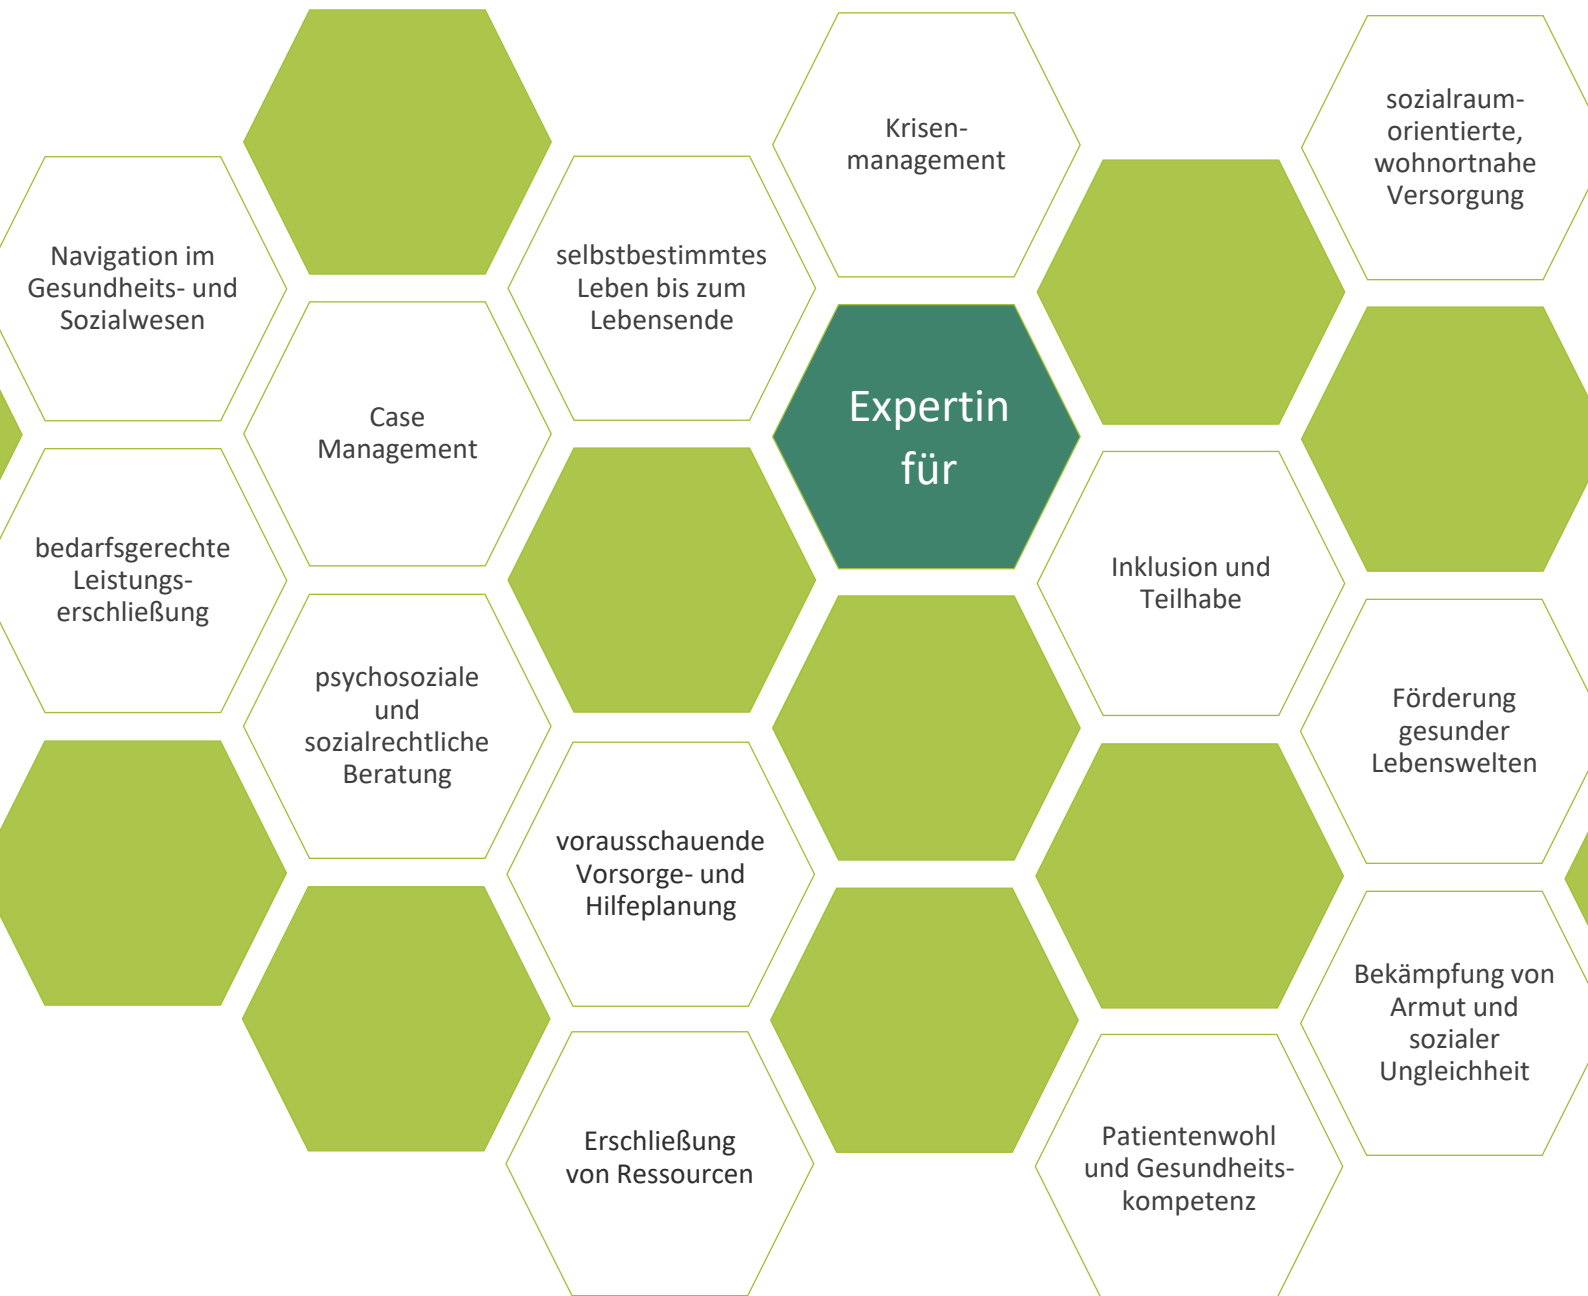 Krisen-
management
sozialraum-
orientierte,
wohnortnahe
Versorgung
Navigation im
Gesundheits- und
Sozialwesen
selbstbestimmtes
Leben bis zum
Lebensende
Case
Management
Expertin
für
bedarfsgerechte
Leistungs-
erschließung
Inklusion und
Teilhabe
psychosoziale
und
sozialrechtliche
Beratung
Förderung
gesunder
Lebenswelten
vorausschauende
Vorsorge- und
Hilfeplanung
Bekämpfung von
Armut und
sozialer
Ungleichheit
Erschließung
von Ressourcen
Patientenwohl
und Gesundheits-
kompetenz